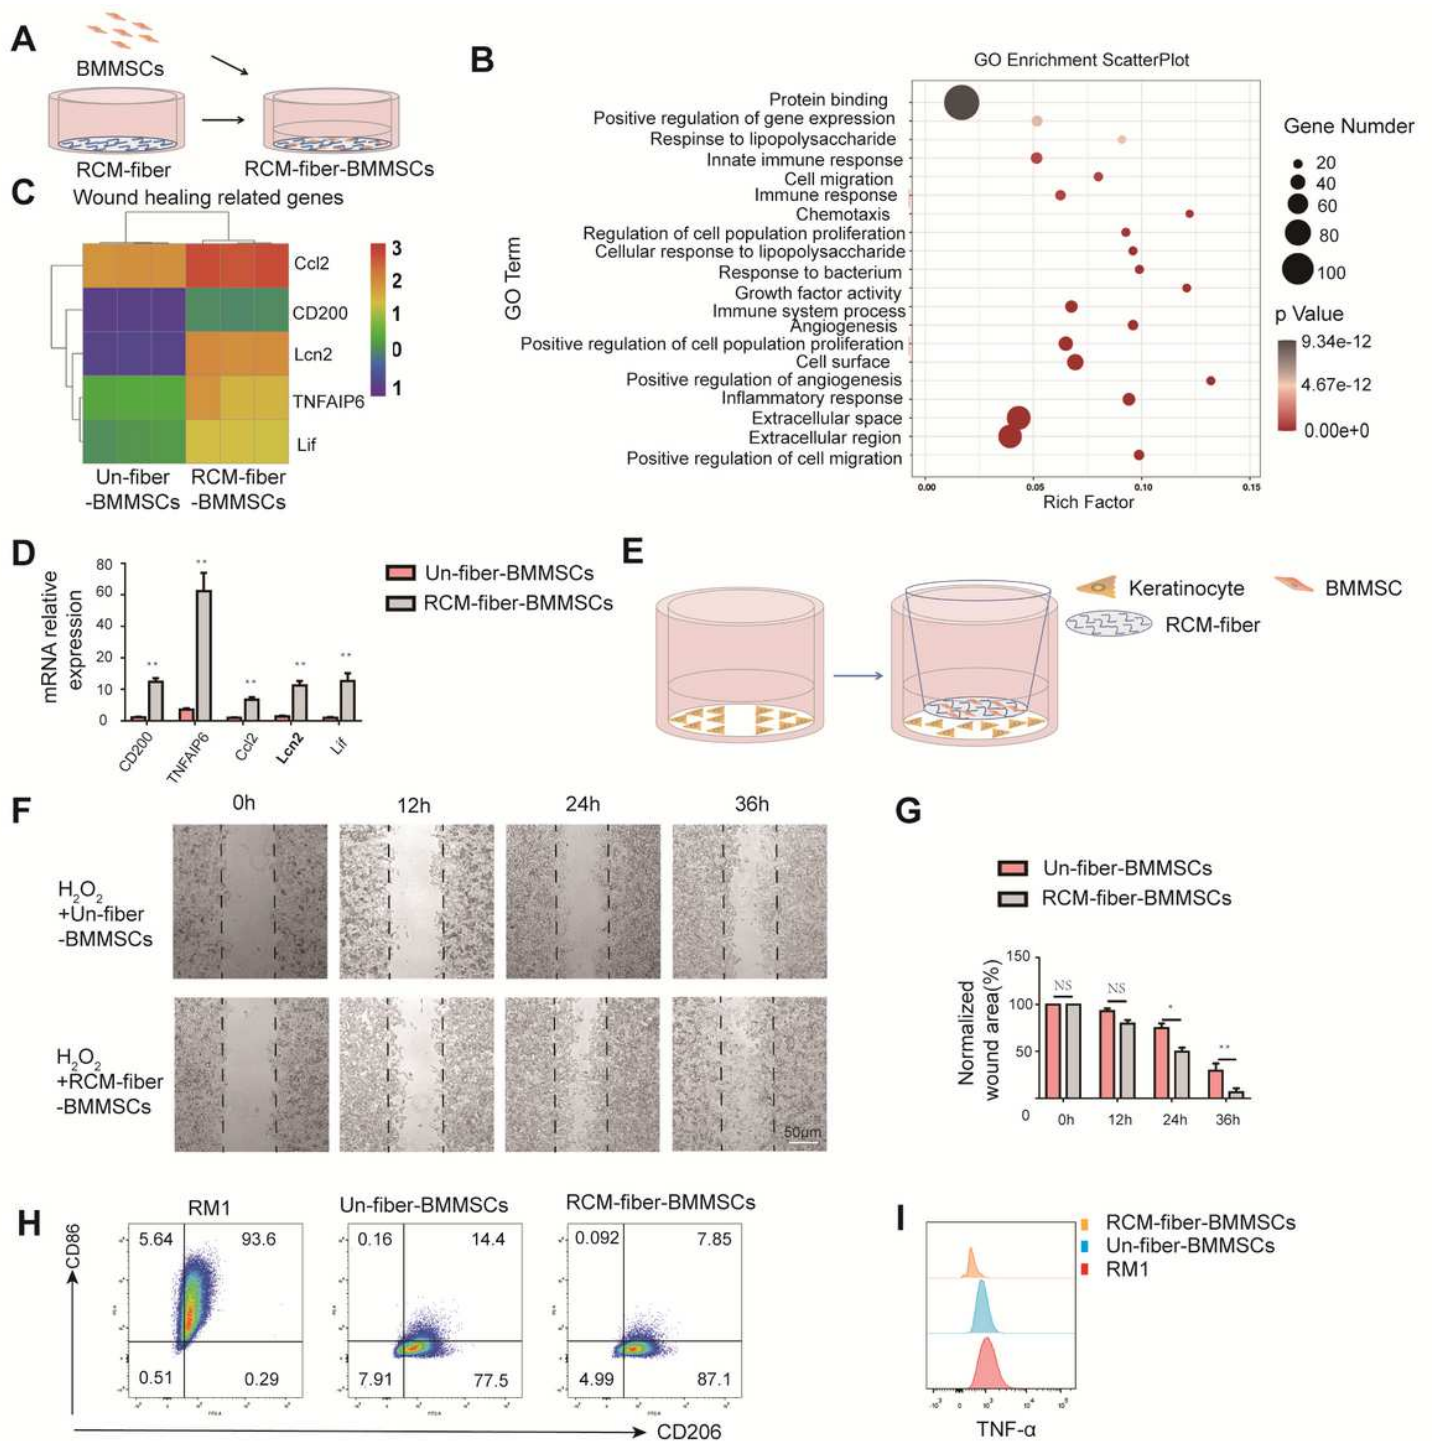 A
BMMSCs
RCM-fiber
RCM-fiber-BMMSCs
B
GO Enrichment ScatterPlot
GO Term
Protein binding
Positive regulation of gene expression
Respinse to lipopolysaccharide
Innate immune response
Cell migration
Immune response
Chemotaxis
Regulation of cell population proliferation
Cellular response to lipopolysaccharide
Response to bacterium
Growth factor activity
Immune system process
Angiogenesis
Positive regulation of cell population proliferation
Cell surface
Positive regulation of angiogenesis
Inflammatory response
Extracellular space
Extracellular region
Positive regulation of cell migration
0.00 0.05 0.10 0.15
Rich Factor
Gene Numder
20
40
60
80
100
p Value
9.34e-12
4.67e-12
0.00e+0
C
Wound healing related genes
Ccl2
CD200
Lcn2
TNFAIP6
Lif
3
2
1
0
1
Un-fiber
-BMMSCs
RCM-fiber
-BMMSCs
D
mRNA relative
expression
80
60
40
20
10
0
** ** ** ** **
CD200 TNFAIP6 Ccl2 Lcn2 Lif
Un-fiber-BMMSCs
RCM-fiber-BMMSCs
E
Keratinocyte
BMMSC
RCM-fiber
F
0h 12h 24h 36h
H2O2
+Un-fiber
-BMMSCs
H2O2
+RCM-fiber
-BMMSCs
50μm
G
Un-fiber-BMMSCs
RCM-fiber-BMMSCs
Normalized
wound area(%)
150
100
50
0
NS NS * **
0h 12h 24h 36h
H
CD86
RM1
5.64 93.6
0.51 0.29
Un-fiber-BMMSCs
0.16 14.4
7.91 77.5
RCM-fiber-BMMSCs
0.092 7.85
4.99 87.1
CD206
I
RCM-fiber-BMMSCs
Un-fiber-BMMSCs
RM1
TNF-α